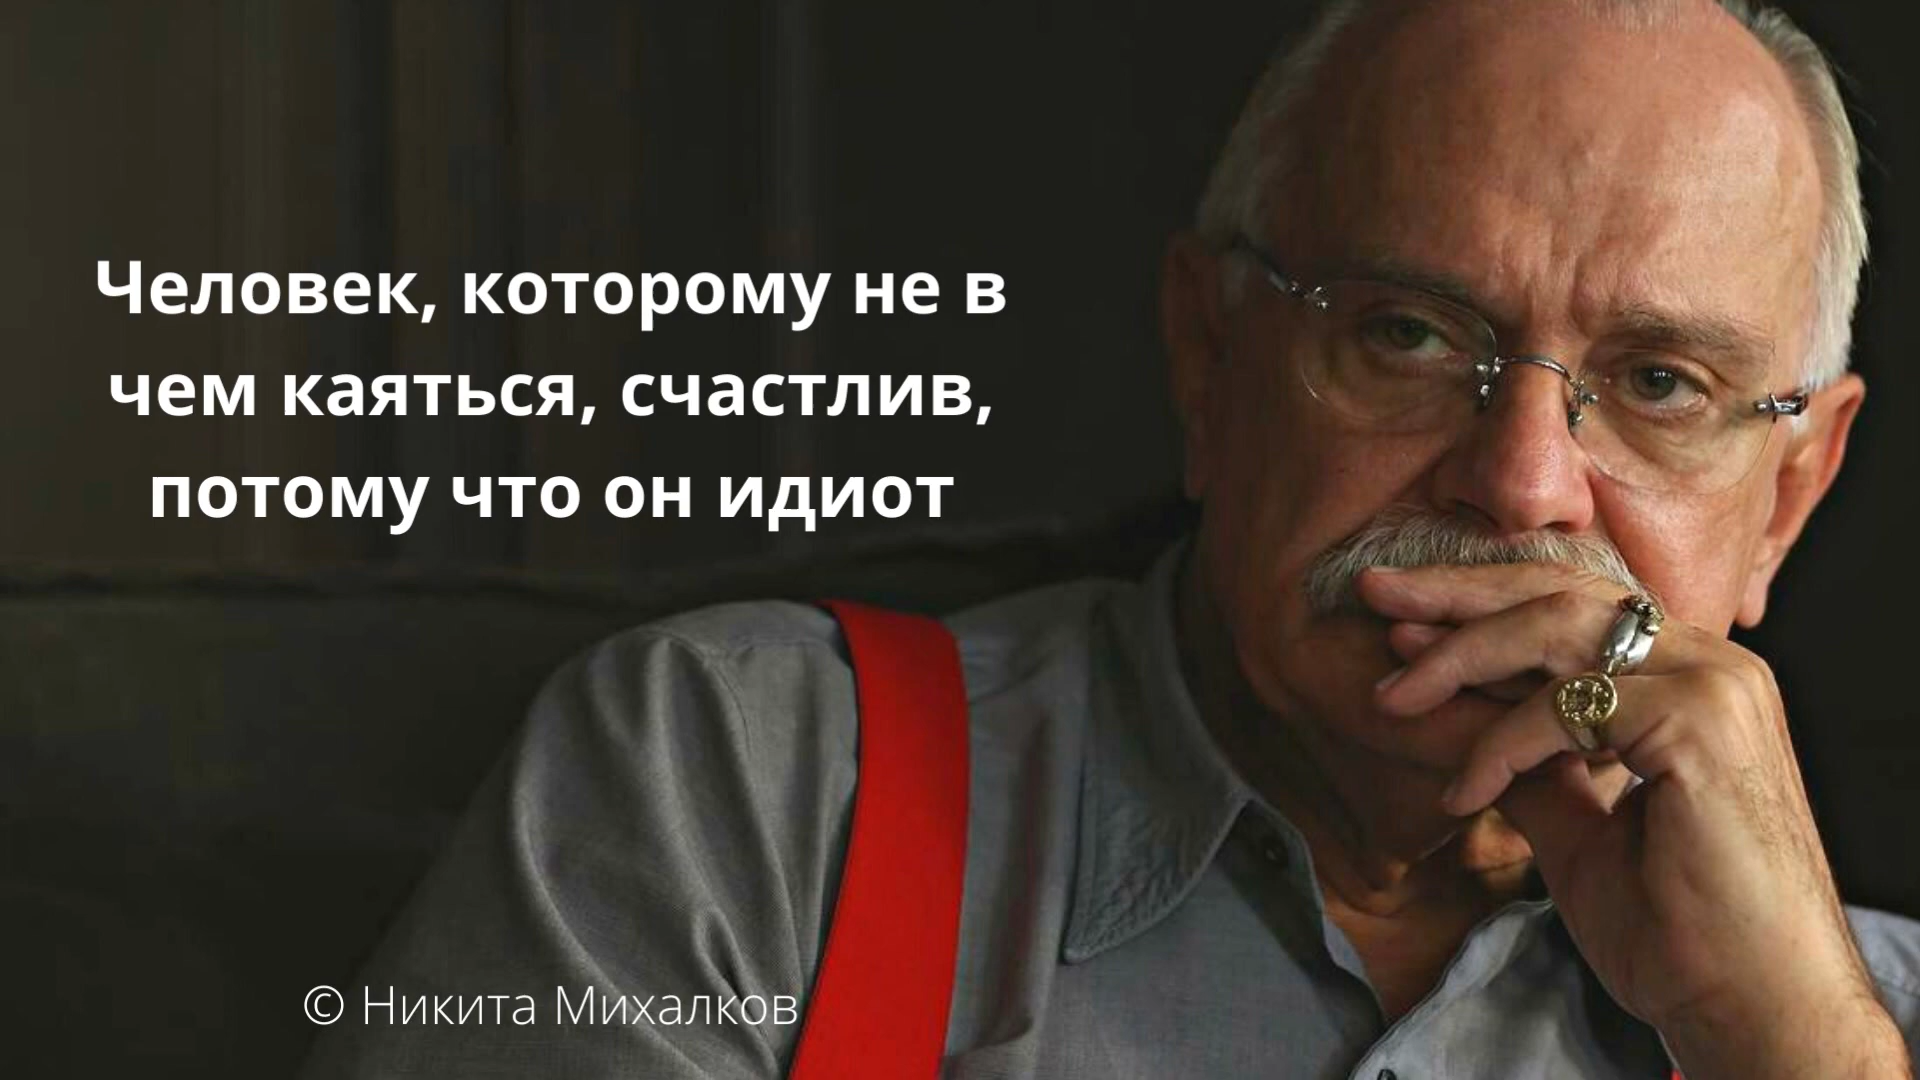 Человек, которому не в
чем каяться, счастлив,
потому что он идиот
© Никита Михалков